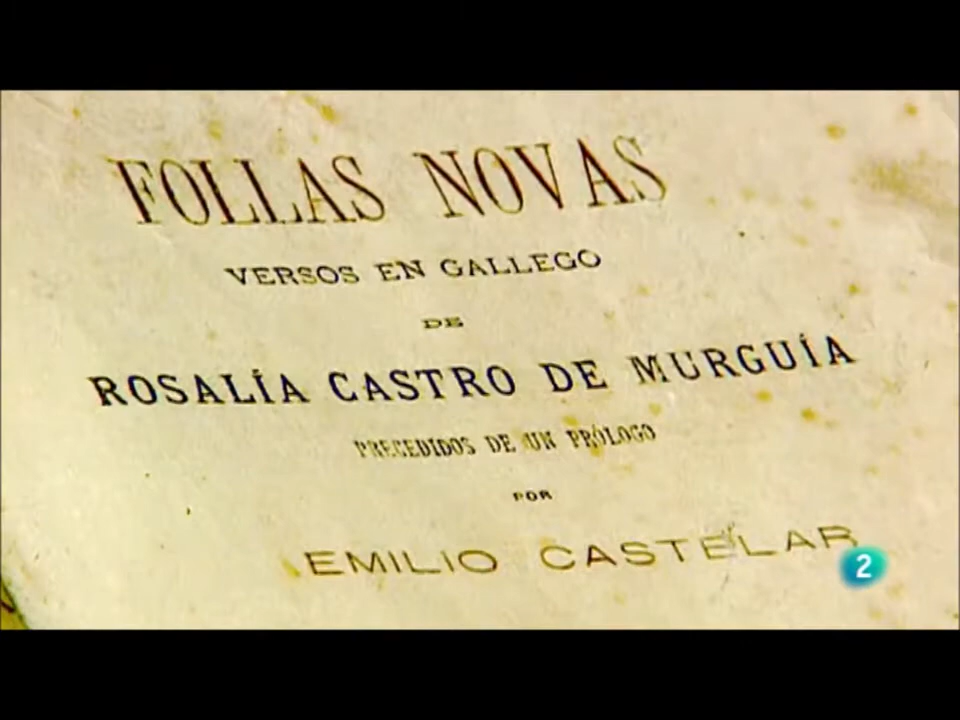 FOLLAS NOVAS
VERSOS EN GALLEGO
DE
ROSALÍA CASTRO DE MURGUÍA
PRECEDIDOS DE UN PRÓLOGO
POR
EMILIO CASTELAR
2